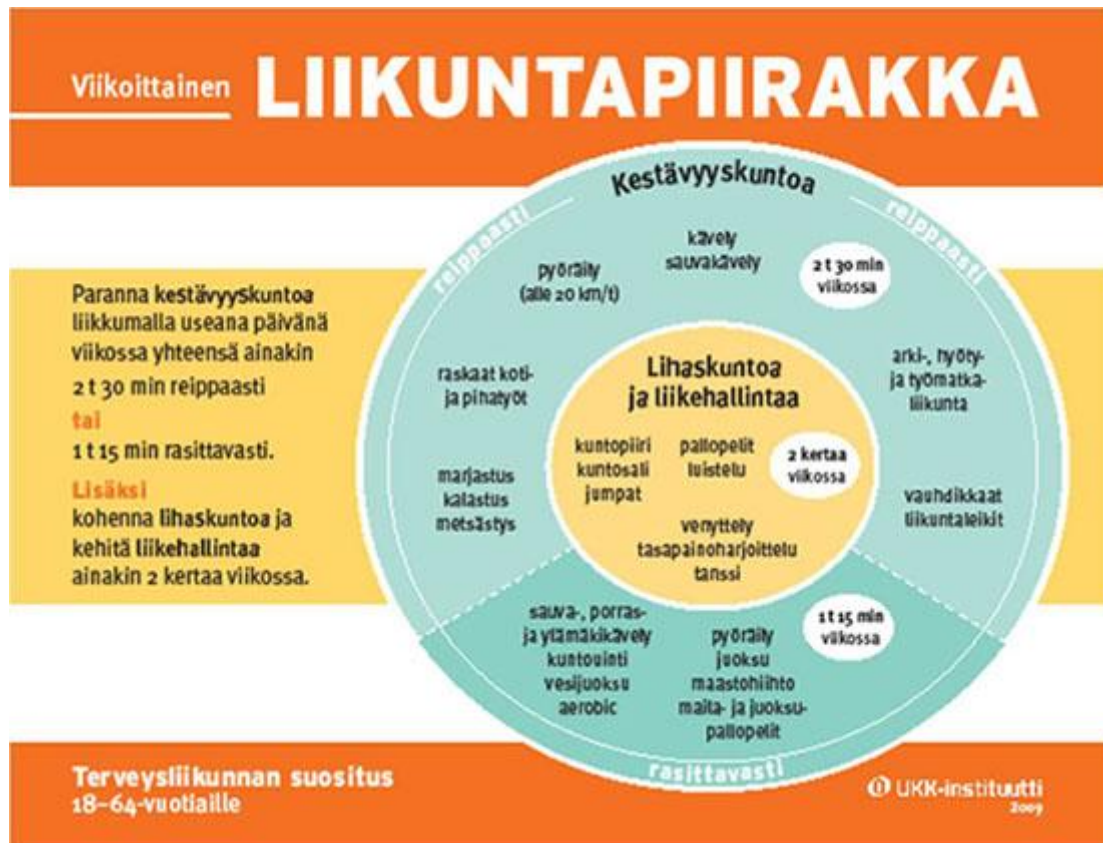 Viikoittainen LIIKUNTAPIIRAKKA
Paranna kestävyyskuntoa
liikkumalla useana päivänä
viikossa yhteensä ainakin
2 t 30 min reippaasti
tai
1 t 15 min rasittavasti.
Lisäksi
kohenna lihaskuntoa ja
kehitä liikehallintaa
ainakin 2 kertaa viikossa.
Kestävyyskuntoa
reippaasti
reippaasti
kävely
sauvakävely
2 t 30 min
viikossa
pyöräily
(alle 20 km/t)
raskaat koti-
ja pihatyöt
arki-, hyöty-
ja työmatka-
liikunta
marjastus
kalastus
metsästys
vauhdikkaat
liikuntaleikit
Lihaskuntoa
ja liikehallintaa
kuntopiiri
kuntosali
jumpat
pallopelit
luistelu
2 kertaa
viikossa
venyttely
tasapainoharjoittelu
tanssi
sauva-, porras-
ja ylämäkikävely
kuntouinti
vesijuoksu
aerobic
pyöräily
juoksu
maastohiihto
maila- ja juoksu-
pallopelit
1 t 15 min
viikossa
rasittavasti
Terveysliikunnan suositus
18–64-vuotiaille
UKK-instituutti
2009